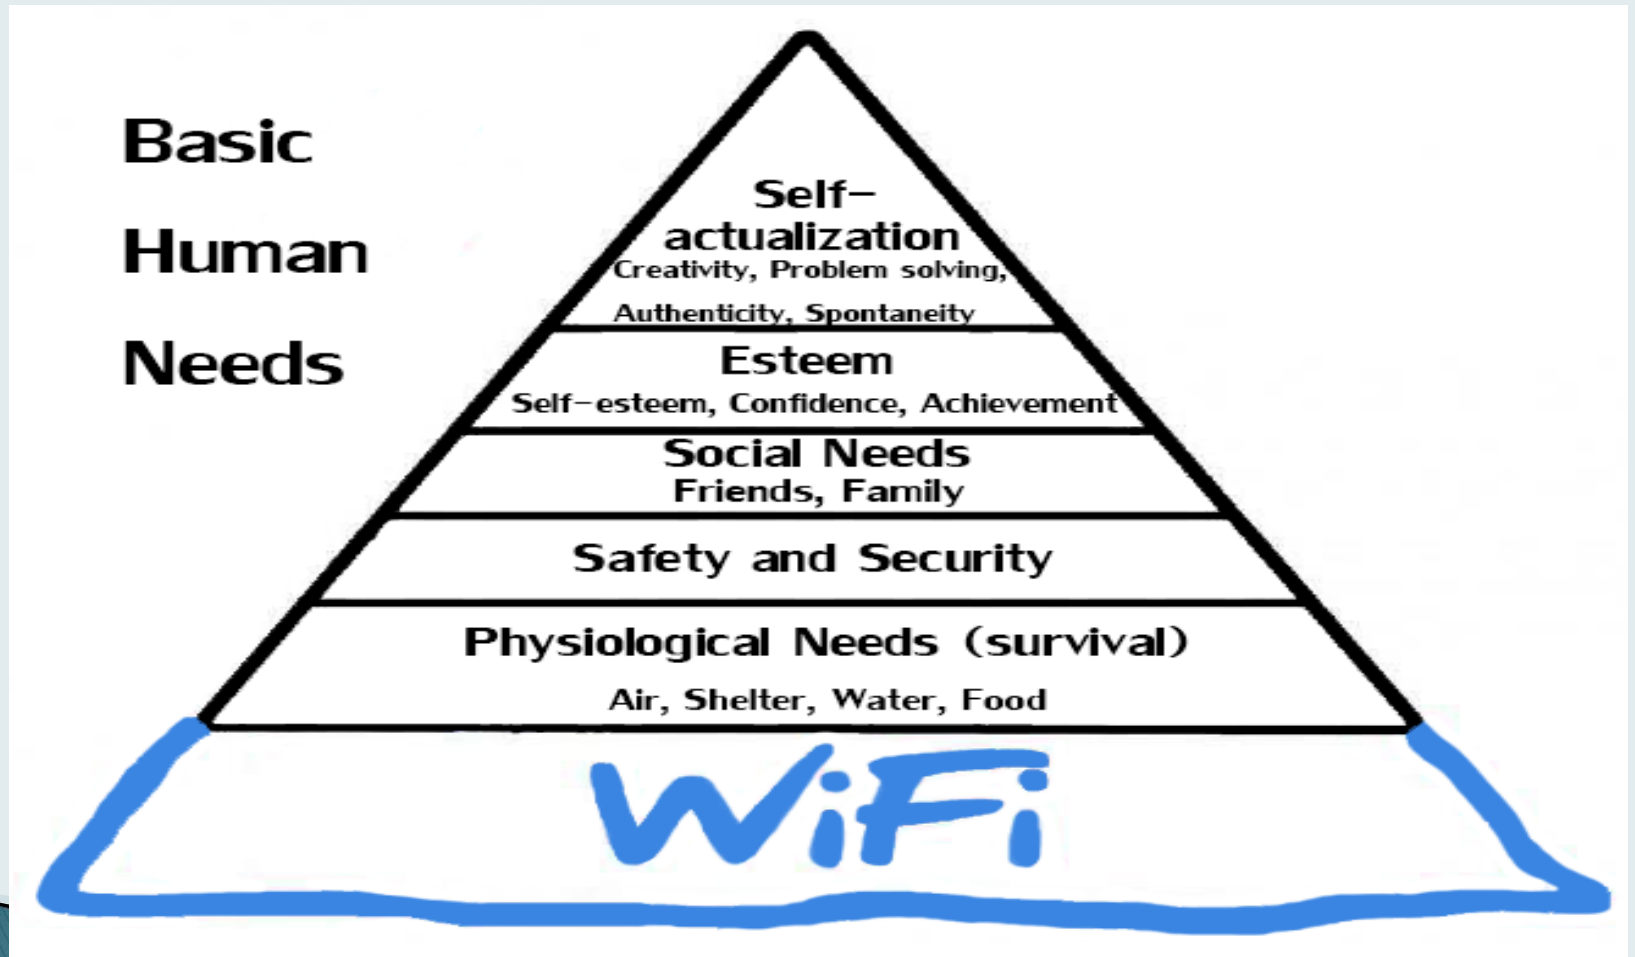 Basic
Human
Needs
Self-
actualization
Creativity, Problem solving,
Authenticity, Spontaneity
Esteem
Self-esteem, Confidence, Achievement
Social Needs
Friends, Family
Safety and Security
Physiological Needs (survival)
Air, Shelter, Water, Food
WiFi